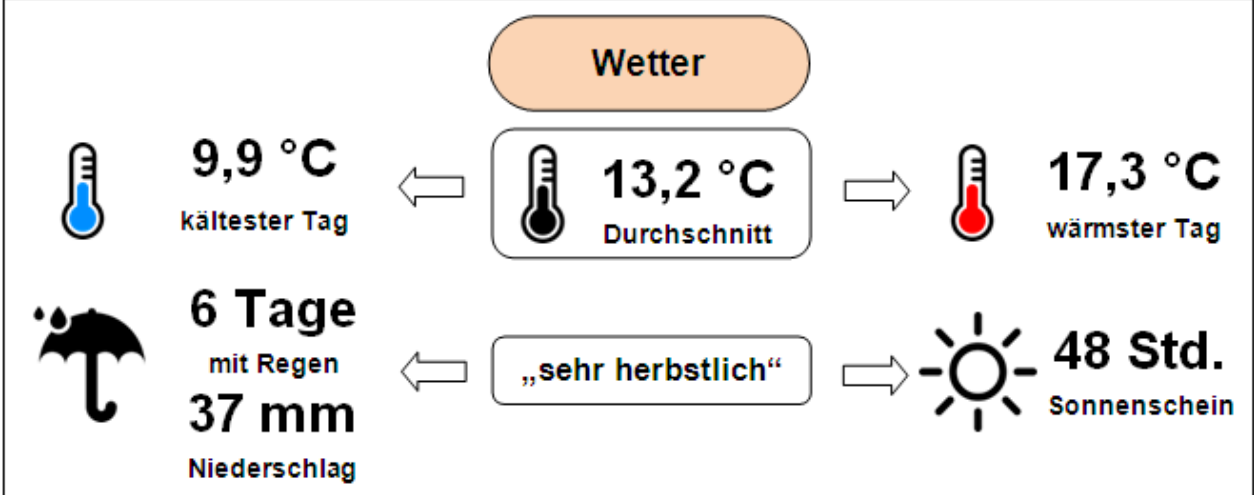 Wetter
9,9 °C
kältester Tag
13,2 °C
Durchschnitt
17,3 °C
wärmster Tag
6 Tage
mit Regen
37 mm
Niederschlag
„sehr herbstlich“
48 Std.
Sonnenschein